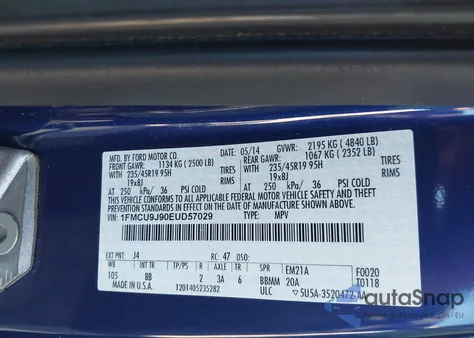 MFD. BY FORD MOTOR CO.
DATE: 05/14 GVWR: 2195 KG ( 4840 LB)
FRONT GAWR: 1134 KG ( 2500 LB) REAR GAWR: 1067 KG ( 2352 LB)
WITH 235/45R19 95H TIRES WITH 235/45R19 95H TIRES
19x8J RIMS 19x8J RIMS
AT 250 kPa/ 36 PSI COLD AT 250 kPa/ 36 PSI COLD
THIS VEHICLE CONFORMS TO ALL APPLICABLE FEDERAL MOTOR VEHICLE SAFETY AND THEFT PREVENTION STANDARDS IN EFFECT ON THE DATE OF MANUFACTURE SHOWN ABOVE.
VIN: 1FMCU9J90EUD57029
TYPE: MPV
EXT PNT: J4 RC: 47 DSO:
WB INT TR TP/PS R AXLE TR SPR EM21A F0020
105 8B 2 3A 6 BBMM 20A T0118
MADE IN U.S.A. 1201405235282 ULC 5U5A-3520472-AA
autoSnap